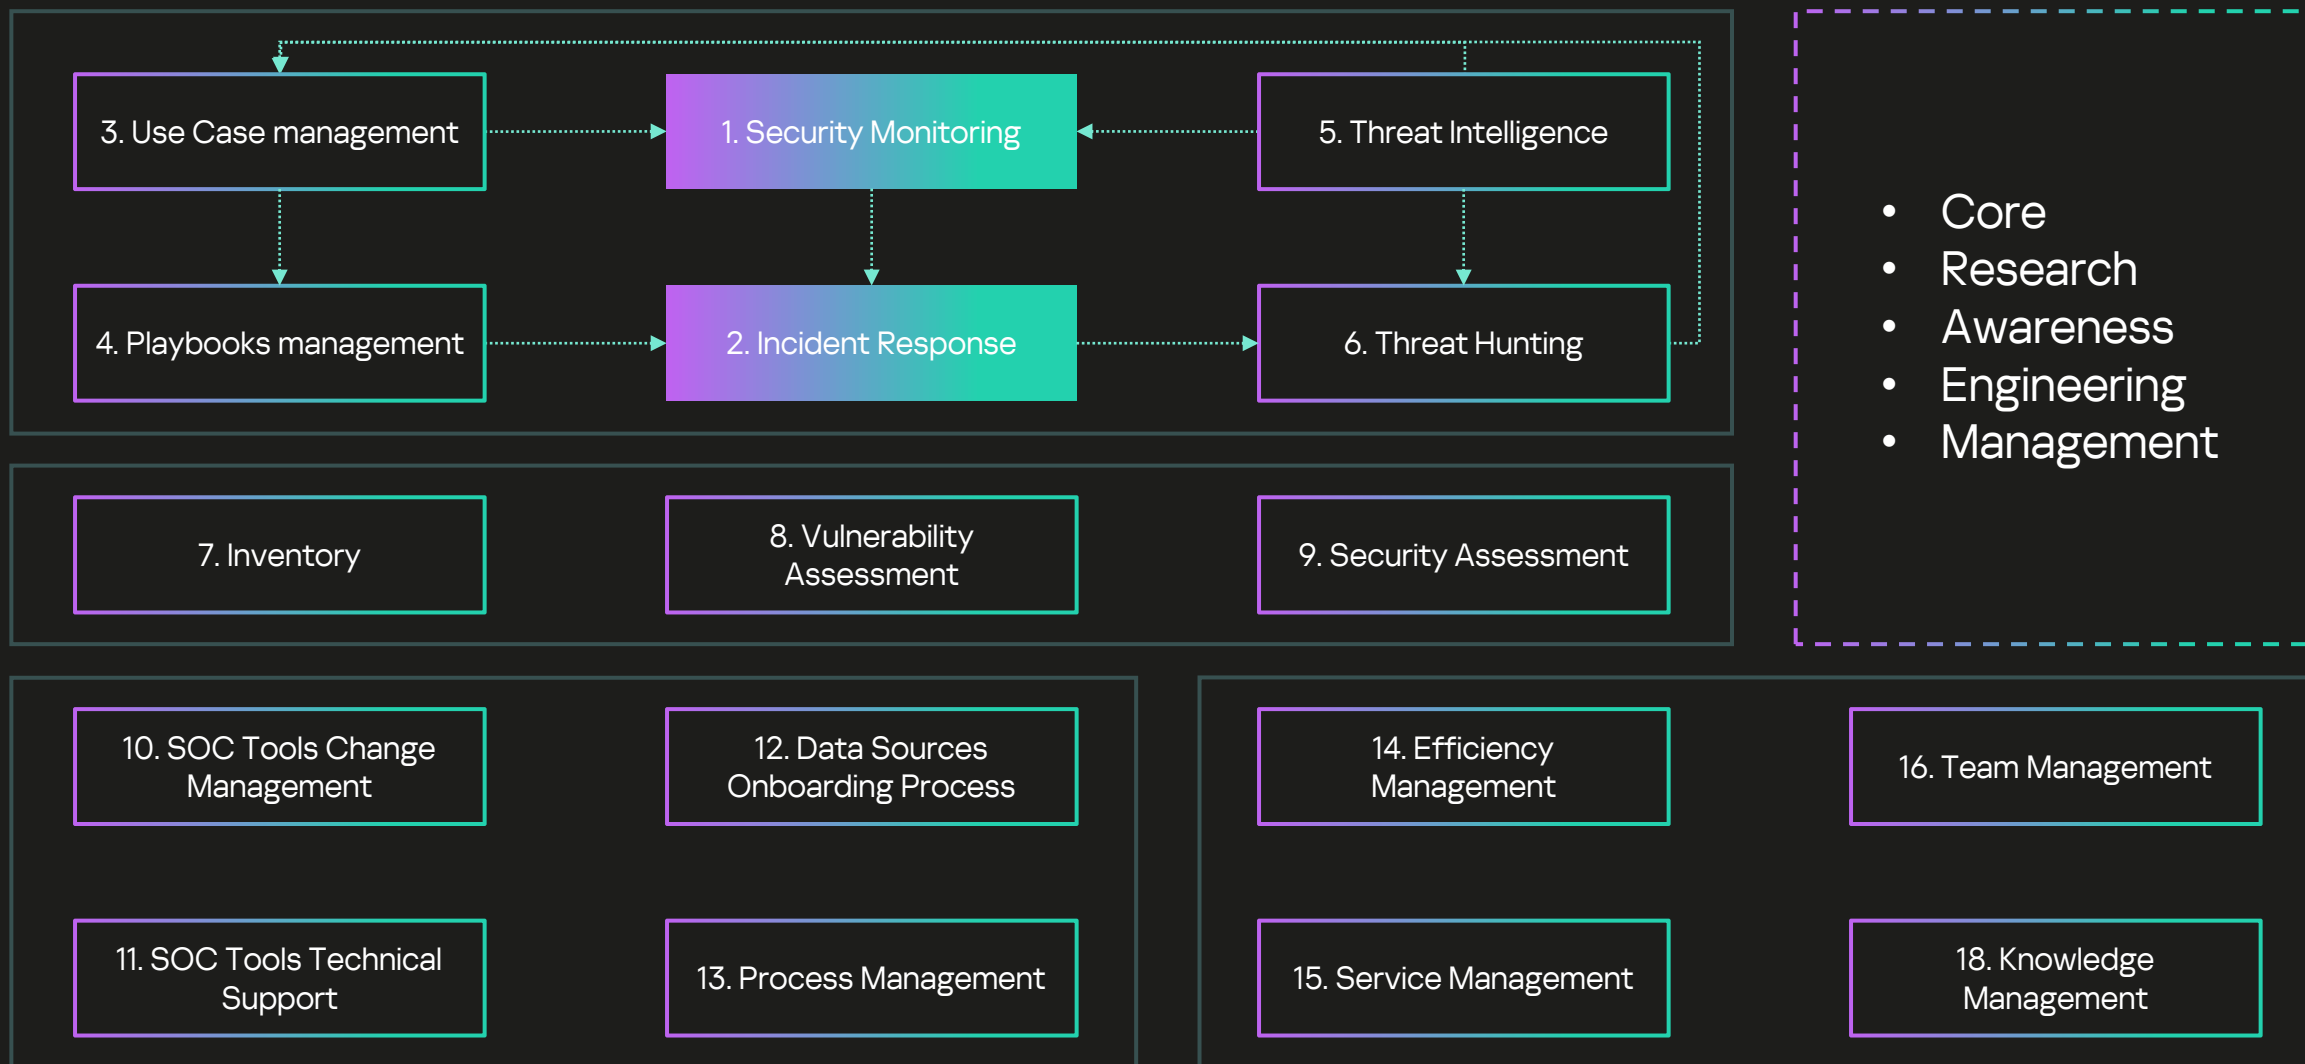 3. Use Case management
1. Security Monitoring
5. Threat Intelligence
4. Playbooks management
2. Incident Response
6. Threat Hunting
• Core
• Research
• Awareness
• Engineering
• Management
7. Inventory
8. Vulnerability
Assessment
9. Security Assessment
10. SOC Tools Change
Management
12. Data Sources
Onboarding Process
14. Efficiency
Management
16. Team Management
11. SOC Tools Technical
Support
13. Process Management
15. Service Management
18. Knowledge
Management